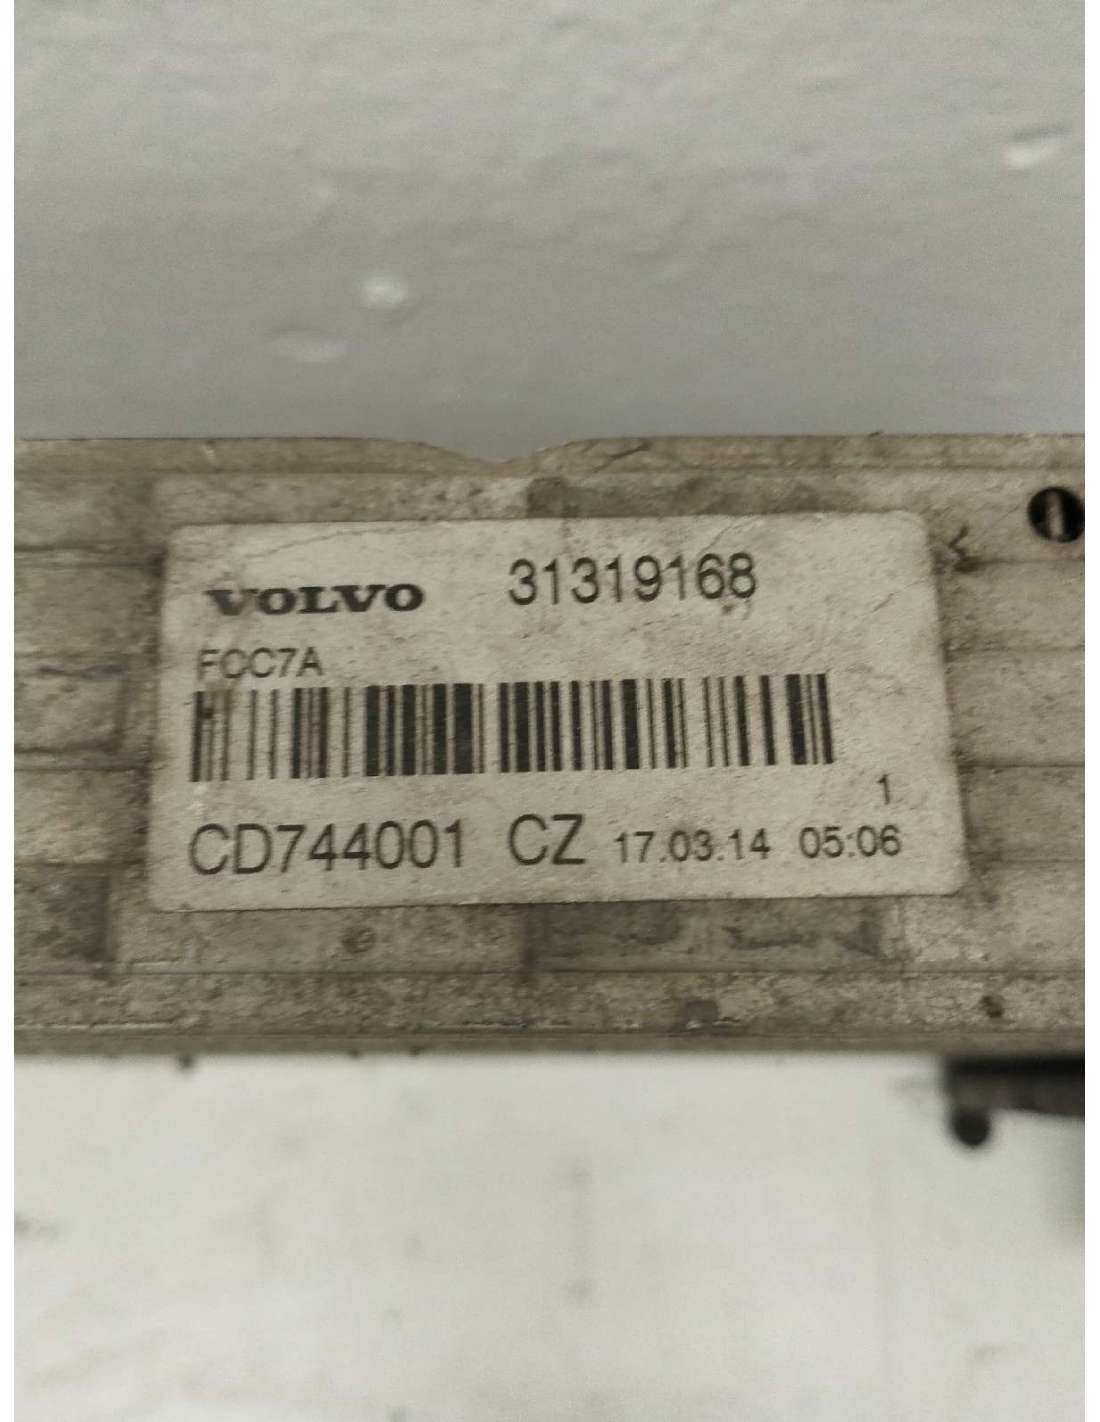 VOLVO 31319168
FCC7A
1
CD744001 CZ 17.03.14 05:06